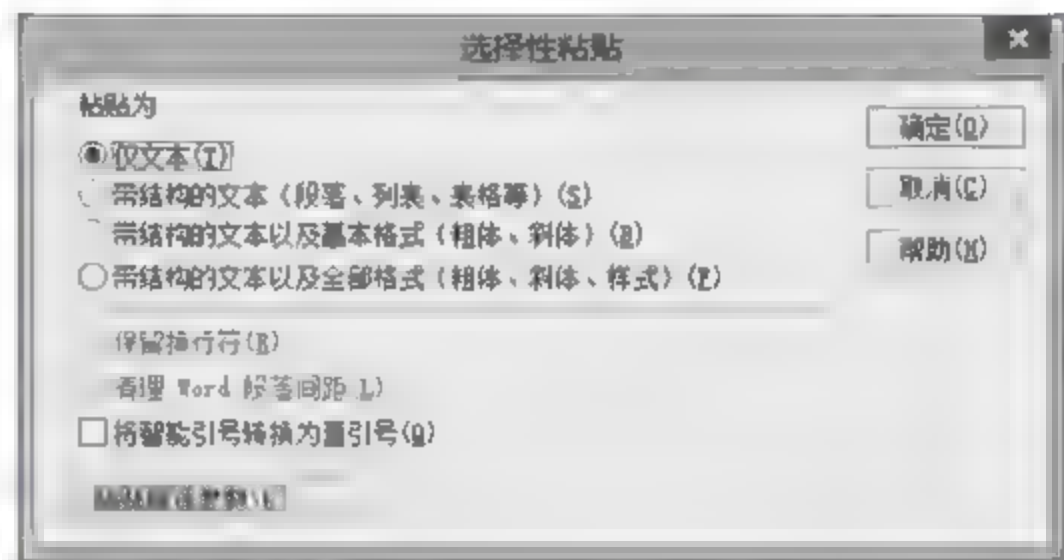 选择性粘贴
粘贴为
确定(O)
仅文本(T)
带结构的文本（段落、列表、表格等）(S)
取消(C)
带结构的文本以及基本格式（粗体、斜体）(B)
帮助(H)
带结构的文本以及全部格式（粗体、斜体、样式）(F)
保留换行符(R)
清理 Word 段落间距 L)
将智能引号转换为直引号(Q)